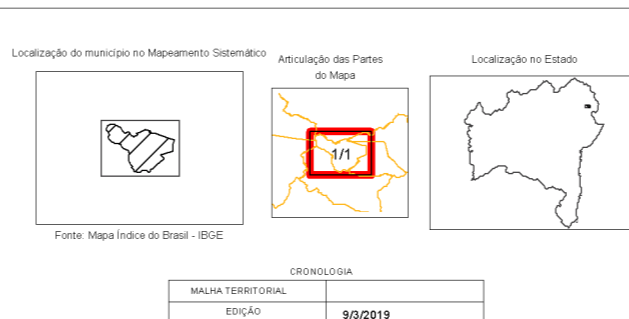 Localização do município no Mapeamento Sistemático
Articulação das Partes
do Mapa
Localização no Estado
1/1
Fonte: Mapa Índice do Brasil - IBGE
CRONOLOGIA
MALHA TERRITORIAL
EDIÇÃO 9/3/2019